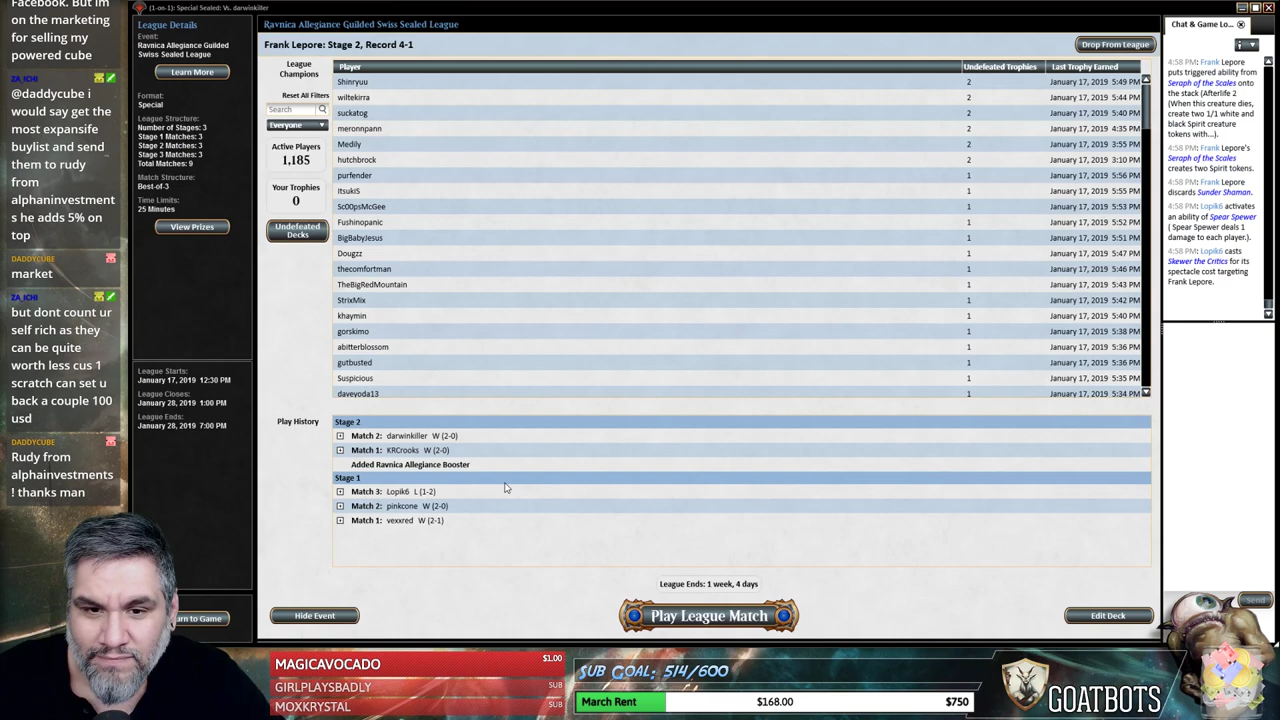 Facebook. But im
on my marketing
for selling my
powered cube
ZA_ICHI
@daddycube i
would say get the
most expansife
buylist and send
them to rudy
from
alphainvestment
s he adds 5% on
top
DADDYCUBE
market
ZA_ICHI
but dont count ur
self rich as they
can be quite
worth less cus 1
scratch can set u
back a couple 100
usd
DADDYCUBE
Rudy from
alphainvestments
! thanks man
(1-on-1): Special Sealed: Vs. darwinkiller
League Details
Event:
Ravnica Allegiance Guilded
Swiss Sealed League
Learn More
Format:
Special
League Structure:
Number of Stages: 3
Stage 1 Matches: 3
Stage 2 Matches: 3
Stage 3 Matches: 3
Total Matches: 9
Match Structure:
Best-of-3
Time Limits:
25 Minutes
View Prizes
League Starts:
January 17, 2019 12:30 PM
League Closes:
January 28, 2019 1:00 PM
League Ends:
January 28, 2019 7:00 PM
urn to Game
Ravnica Allegiance Guilded Swiss Sealed League
Frank Lepore: Stage 2, Record 4-1
Drop From League
League
Champions
Reset All Filters
Search
Everyone
Active Players
1,185
Your Trophies
0
Undefeated
Decks
Player Undefeated Trophies Last Trophy Earned
Shinryuu 2 January 17, 2019 5:49 PM
wiltekirra 2 January 17, 2019 5:44 PM
suckatog 2 January 17, 2019 5:40 PM
meronnpann 2 January 17, 2019 4:35 PM
Medily 2 January 17, 2019 3:55 PM
hutchbrock 2 January 17, 2019 3:10 PM
purfender 1 January 17, 2019 5:56 PM
ItsukiS 1 January 17, 2019 5:55 PM
Sc00psMcGee 1 January 17, 2019 5:53 PM
Fushinopanic 1 January 17, 2019 5:52 PM
BigBabyJesus 1 January 17, 2019 5:51 PM
Dougzz 1 January 17, 2019 5:47 PM
thecomfortman 1 January 17, 2019 5:46 PM
TheBigRedMountain 1 January 17, 2019 5:43 PM
StrixMix 1 January 17, 2019 5:42 PM
khaymin 1 January 17, 2019 5:40 PM
gorskimo 1 January 17, 2019 5:38 PM
abitterblossom 1 January 17, 2019 5:36 PM
gutbusted 1 January 17, 2019 5:36 PM
Suspicious 1 January 17, 2019 5:35 PM
daveyoda13 1 January 17, 2019 5:34 PM
Play History
Stage 2
Match 2: darwinkiller W (2-0)
Match 1: KRCrooks W (2-0)
Added Ravnica Allegiance Booster
Stage 1
Match 3: Lopik6 L (1-2)
Match 2: pinkcone W (2-0)
Match 1: vexxred W (2-1)
League Ends: 1 week, 4 days
Hide Event
Play League Match
Edit Deck
Chat & Game Lo...
4:58 PM: Frank Lepore
puts triggered ability from
Seraph of the Scales onto
the stack (Afterlife 2
(When this creature dies,
create two 1/1 white and
black Spirit creature
tokens with...).
4:58 PM: Frank Lepore's
Seraph of the Scales
creates two Spirit tokens.
4:58 PM: Frank Lepore
discards Sunder Shaman.
4:58 PM: Lopik6 activates
an ability of Spear Spewer
( Spear Spewer deals 1
damage to each player.).
4:58 PM: Lopik6 casts
Skewer the Critics for its
spectacle cost targeting
Frank Lepore.
Send
MAGICAVOCADO $1.00
GIRLPLAYSBADLY SUB
MOXKRYSTAL SUB
SUB GOAL: 514/600
March Rent $168.00 $750
GOATBOTS